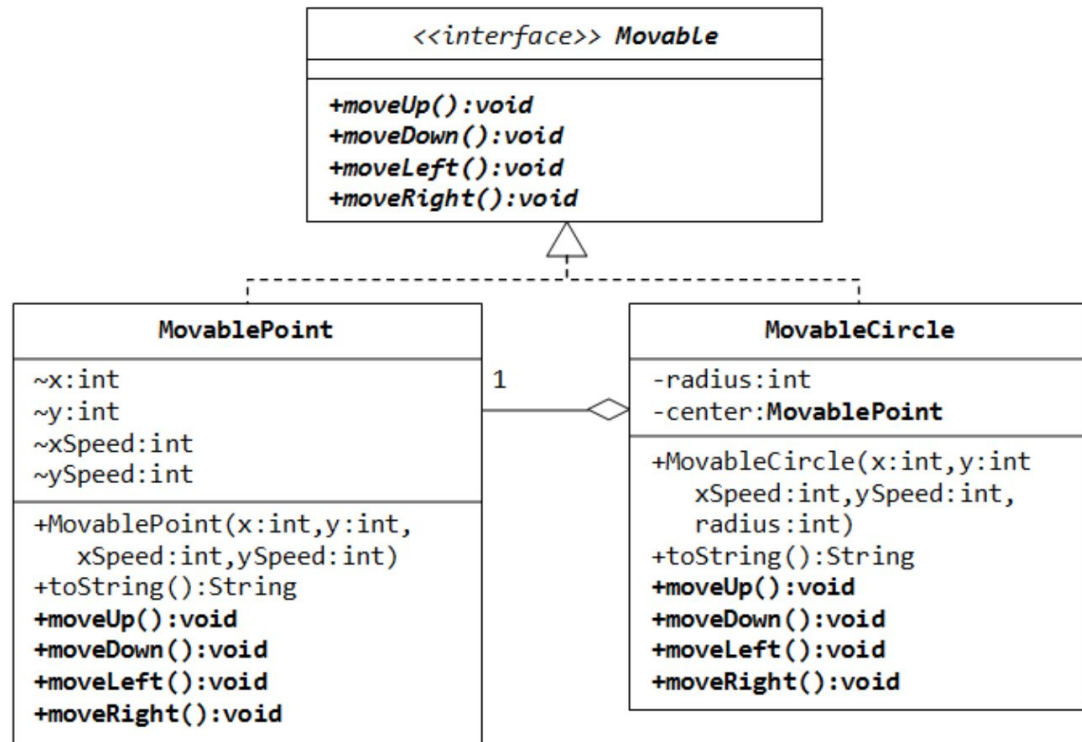 <<interface>> Movable
+moveUp():void
+moveDown():void
+moveLeft():void
+moveRight():void
MovablePoint
~x:int
~y:int
~xSpeed:int
~ySpeed:int
+MovablePoint(x:int,y:int,
xSpeed:int,ySpeed:int)
+toString():String
+moveUp():void
+moveDown():void
+moveLeft():void
+moveRight():void
1
MovableCircle
-radius:int
-center:MovablePoint
+MovableCircle(x:int,y:int
xSpeed:int,ySpeed:int,
radius:int)
+toString():String
+moveUp():void
+moveDown():void
+moveLeft():void
+moveRight():void